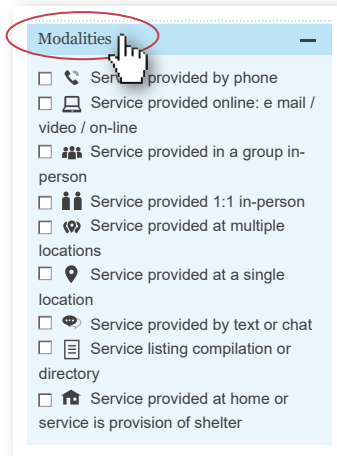 Modalities
Service provided by phone
Service provided online: e mail /
video / on-line
Service provided in a group in-
person
Service provided 1:1 in-person
Service provided at multiple
locations
Service provided at a single
location
Service provided by text or chat
Service listing compilation or
directory
Service provided at home or
service is provision of shelter